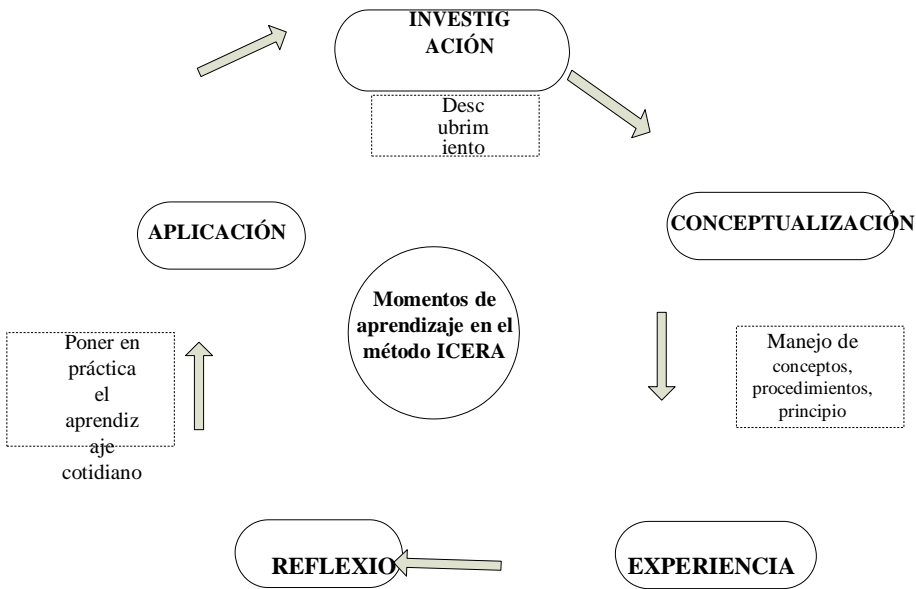 INVESTIG
ACIÓN
Desc
ubrim
iento
APLICACIÓN
CONCEPTUALIZACIÓN
Momentos de
aprendizaje en el
método ICERA
Poner en
práctica
el
aprendiz
aje
cotidiano
Manejo de
conceptos,
procedimientos,
principio
REFLEXIO
EXPERIENCIA